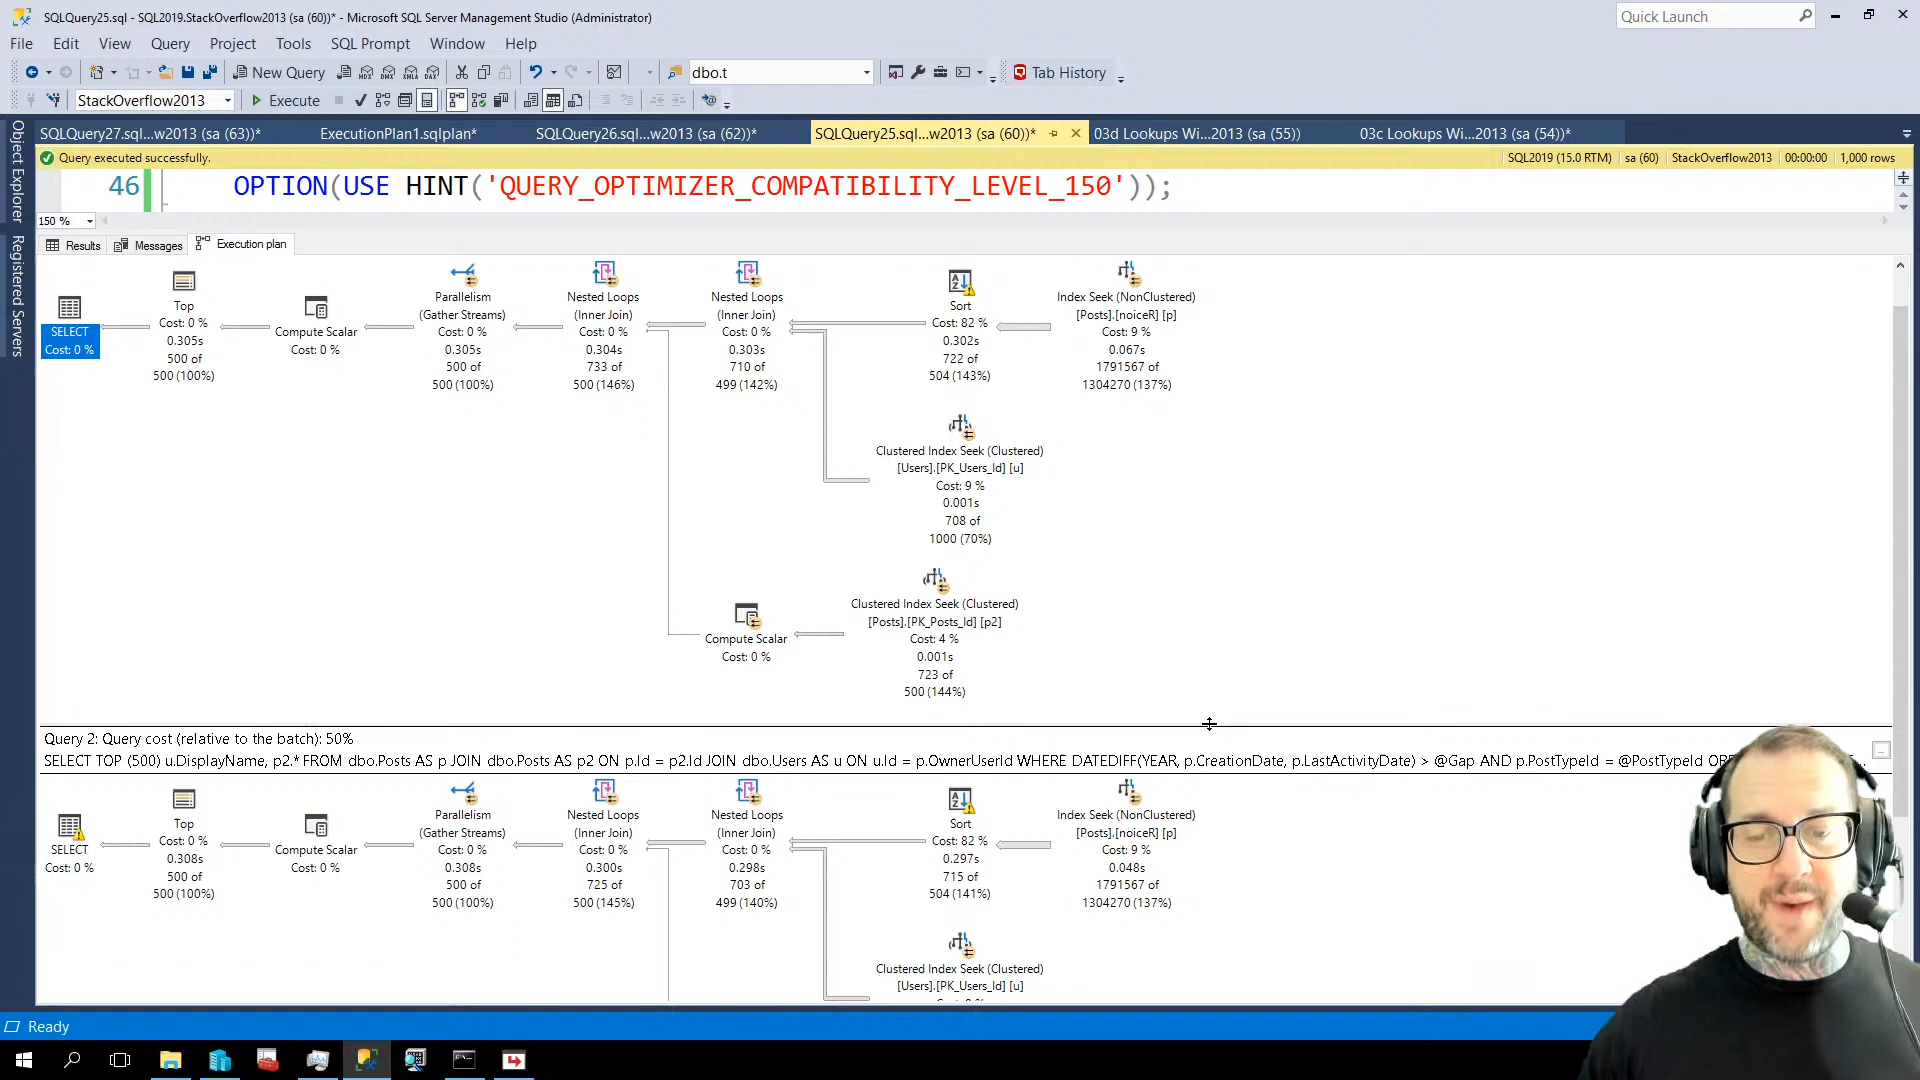 SQLQuery25.sql - SQL2019.StackOverflow2013 (sa (60))* - Microsoft SQL Server Management Studio (Administrator)
Quick Launch
File Edit View Query Project Tools SQL Prompt Window Help
New Query
dbo.t
Tab History
StackOverflow2013
Execute
SQLQuery27.sql...w2013 (sa (63))*
ExecutionPlan1.sqlplan*
SQLQuery26.sql...w2013 (sa (62))*
SQLQuery25.sql...w2013 (sa (60))*
03d Lookups Wi...2013 (sa (55))
03c Lookups Wi...2013 (sa (54))*
Object Explorer
Registered Servers
Query executed successfully.
SQL2019 (15.0 RTM)
sa (60)
StackOverflow2013
00:00:00
1,000 rows
46 OPTION(USE HINT('QUERY_OPTIMIZER_COMPATIBILITY_LEVEL_150'));
150 %
Results
Messages
Execution plan
SELECT
Cost: 0 %
Top
Cost: 0 %
0.305s
500 of
500 (100%)
Compute Scalar
Cost: 0 %
Parallelism
(Gather Streams)
Cost: 0 %
0.305s
500 of
500 (100%)
Nested Loops
(Inner Join)
Cost: 0 %
0.304s
733 of
500 (146%)
Nested Loops
(Inner Join)
Cost: 0 %
0.303s
710 of
499 (142%)
Sort
Cost: 82 %
0.302s
722 of
504 (143%)
Index Seek (NonClustered)
[Posts].[noiceR] [p]
Cost: 9 %
0.067s
1791567 of
1304270 (137%)
Clustered Index Seek (Clustered)
[Users].[PK_Users_Id] [u]
Cost: 9 %
0.001s
708 of
1000 (70%)
Compute Scalar
Cost: 0 %
Clustered Index Seek (Clustered)
[Posts].[PK_Posts_Id] [p2]
Cost: 4 %
0.001s
723 of
500 (144%)
Query 2: Query cost (relative to the batch): 50%
SELECT TOP (500) u.DisplayName, p2.* FROM dbo.Posts AS p JOIN dbo.Posts AS p2 ON p.Id = p2.Id JOIN dbo.Users AS u ON u.Id = p.OwnerUserId WHERE DATEDIFF(YEAR, p.CreationDate, p.LastActivityDate) > @Gap AND p.PostTypeId = @PostTypeId
SELECT
Cost: 0 %
Top
Cost: 0 %
0.308s
500 of
500 (100%)
Compute Scalar
Cost: 0 %
Parallelism
(Gather Streams)
Cost: 0 %
0.308s
500 of
500 (100%)
Nested Loops
(Inner Join)
Cost: 0 %
0.300s
725 of
500 (145%)
Nested Loops
(Inner Join)
Cost: 0 %
0.298s
703 of
499 (140%)
Sort
Cost: 82 %
0.297s
715 of
504 (141%)
Index Seek (NonClustered)
[Posts].[noiceR] [p]
Cost: 9 %
0.048s
1791567 of
1304270 (137%)
Clustered Index Seek (Clustered)
[Users].[PK_Users_Id] [u]
Ready